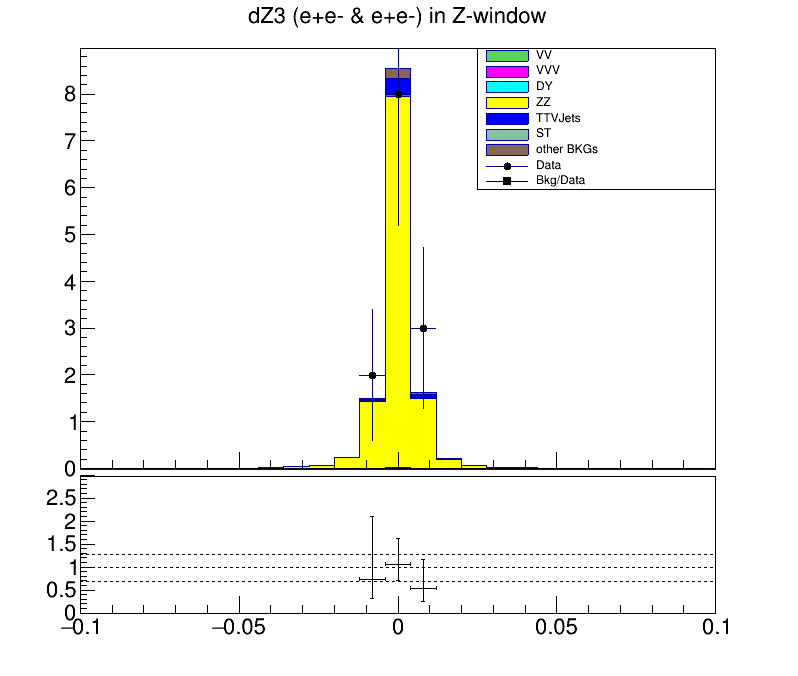 dZ3 (e+e- & e+e-) in Z-window
VV
VVV
DY
ZZ
TTVJets
ST
other BKGs
Data
Bkg/Data
8
7
6
5
4
3
2
1
0
2.5
2
1.5
1
0.5
0
−0.1 −0.05 0 0.05 0.1